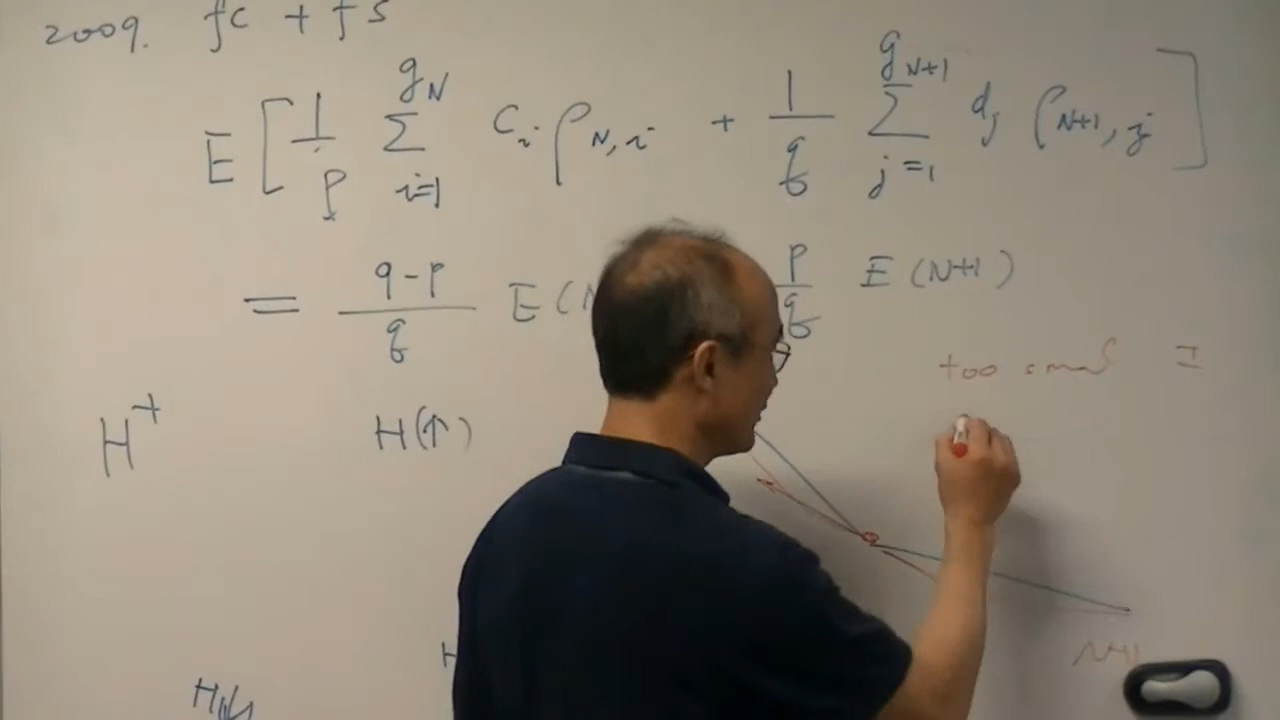 2009. fc + fs
E [ 1/p Σ_{i=1}^{g_N} C_i ρ_{N,i} + 1/q Σ_{j=1}^{g_{N+1}} d_j ρ_{N+1,j} ]
= q-p/q E(N p/q E(N+1)
too small I
H^+ H(↑)
N+1
H